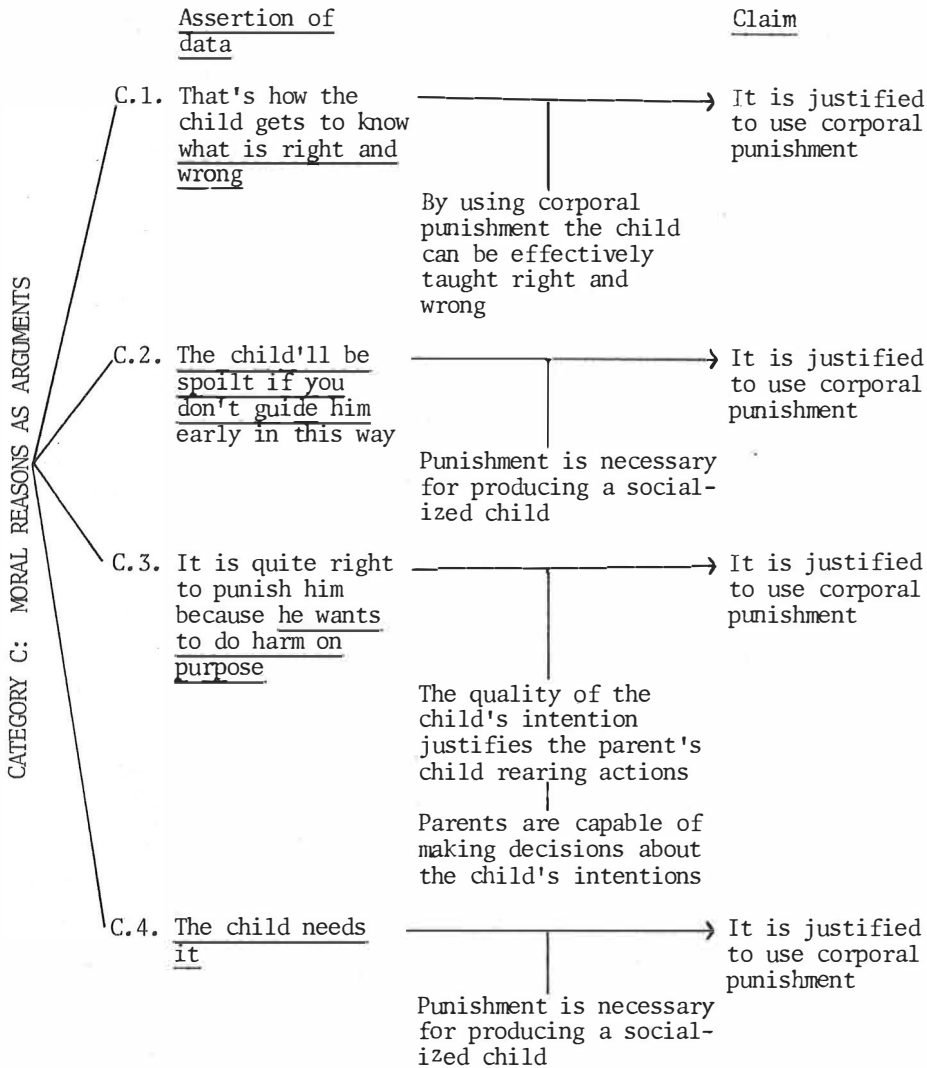 Assertion of
data
Claim
CATEGORY C: MORAL REASONS AS ARGUMENTS
C.1. That's how the
child gets to know
what is right and
wrong
It is justified
to use corporal
punishment
By using corporal
punishment the child
can be effectively
taught right and
wrong
C.2. The child'll be
spoilt if you
don't guide him
early in this way
It is justified
to use corporal
punishment
Punishment is necessary
for producing a social-
ized child
C.3. It is quite right
to punish him
because he wants
to do harm on
purpose
It is justified
to use corporal
punishment
The quality of the
child's intention
justifies the parent's
child rearing actions
Parents are capable of
making decisions about
the child's intentions
C.4. The child needs
it
It is justified
to use corporal
punishment
Punishment is necessary
for producing a social-
ized child